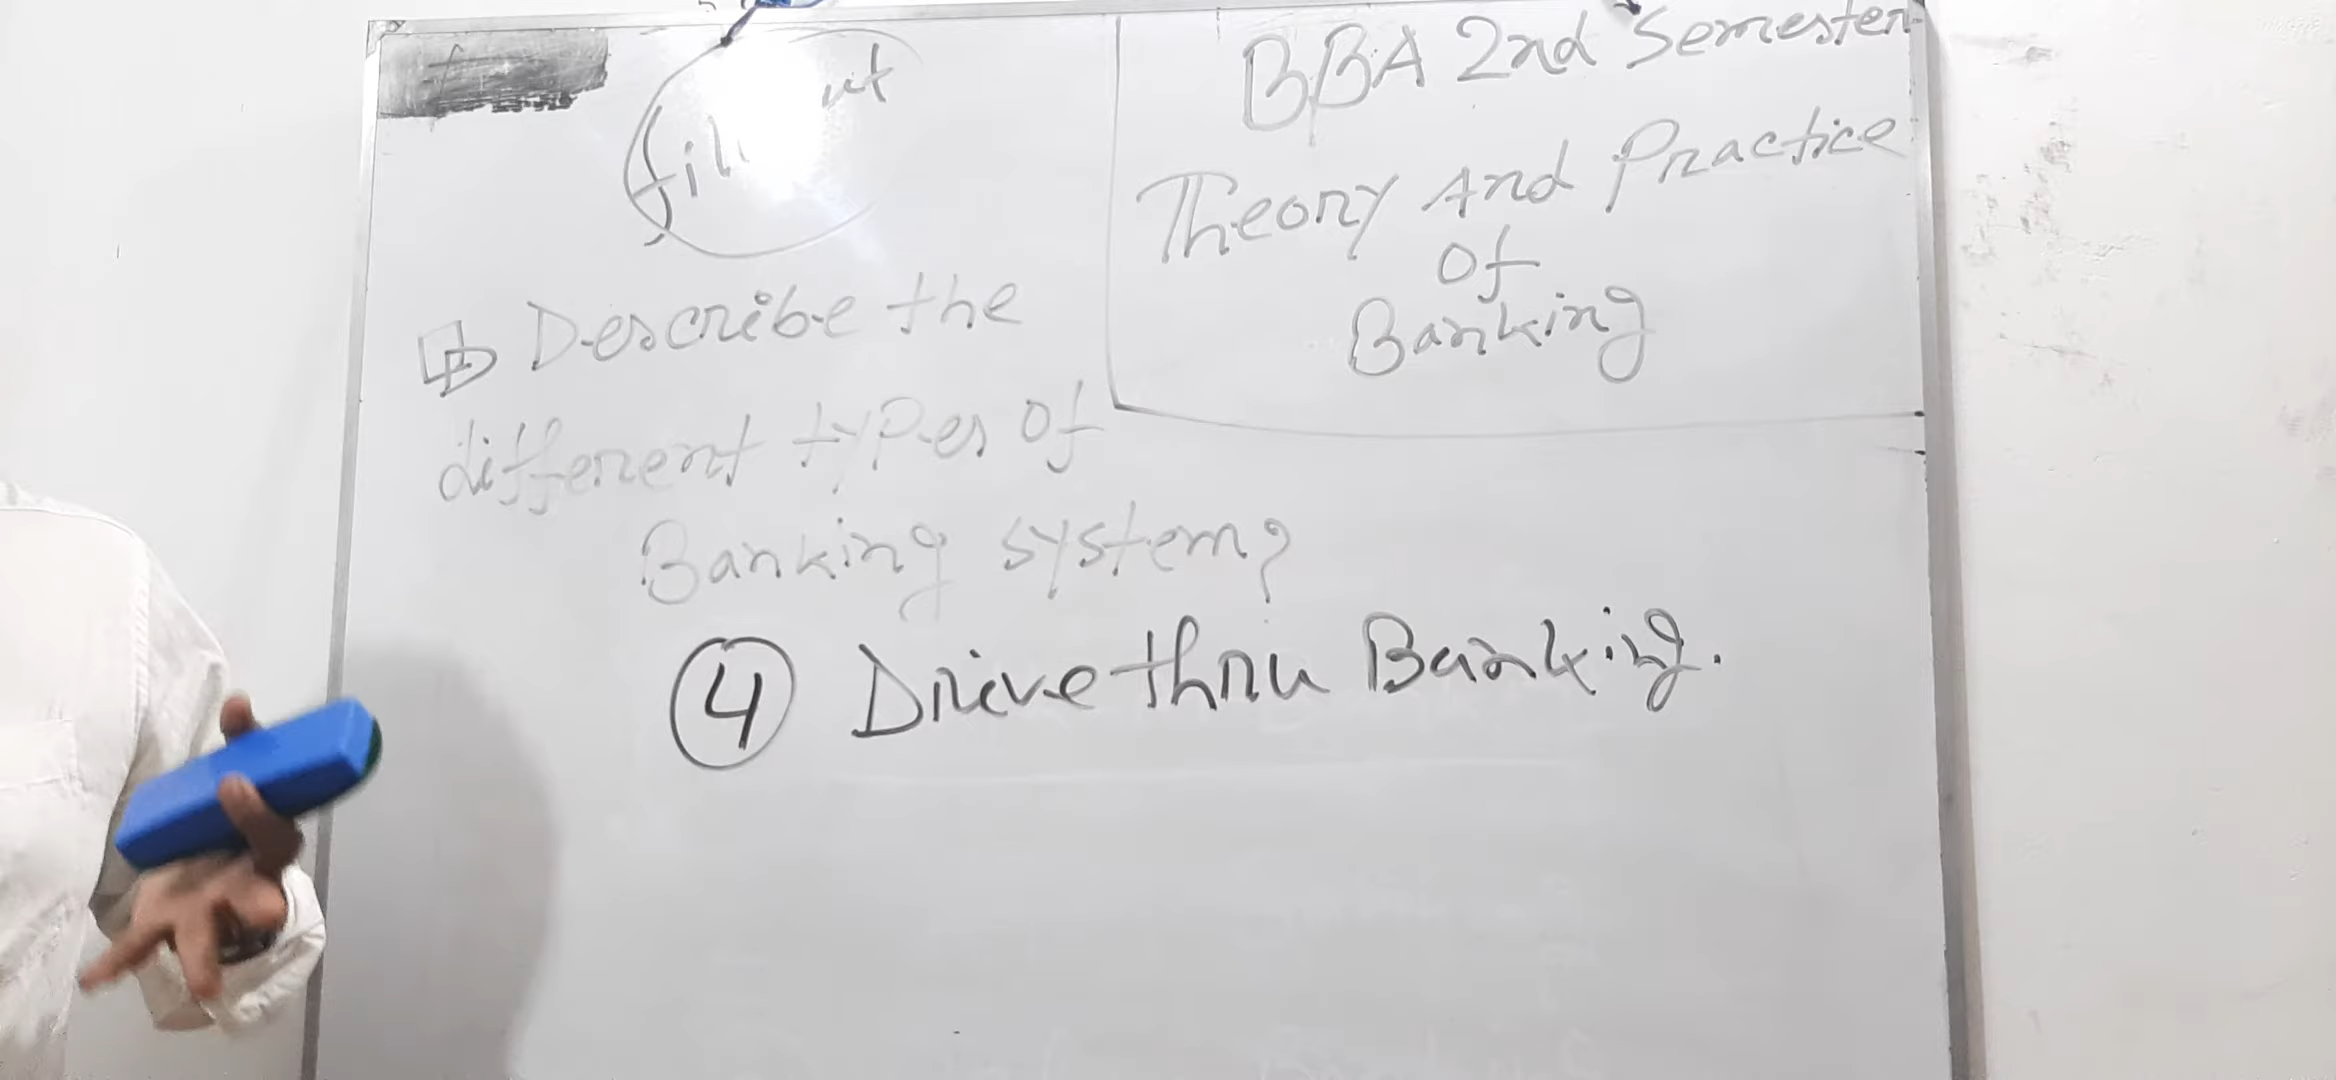 BBA 2nd Semester
Theory And Practice
Of
Banking
Describe the
different types of
Banking system?
4 Drive thru Banking.